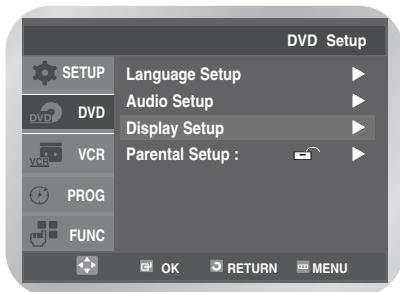 DVD Setup
SETUP
Language Setup
DVD
Audio Setup
DVD
Display Setup
VCR
VCR
Parental Setup :
PROG
FUNC
OK RETURN MENU